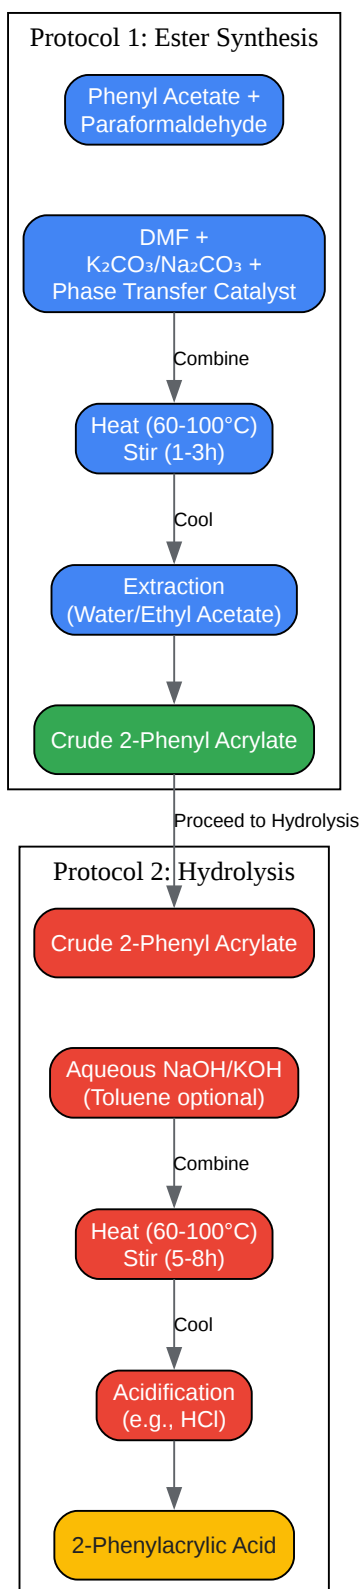 Protocol 1: Ester Synthesis
Phenyl Acetate +
Paraformaldehyde
DMF +
K₂CO₃/Na₂CO₃ +
Phase Transfer Catalyst
Combine
Heat (60-100°C)
Stir (1-3h)
Cool
Extraction
(Water/Ethyl Acetate)
Crude 2-Phenyl Acrylate
Proceed to Hydrolysis
Protocol 2: Hydrolysis
Crude 2-Phenyl Acrylate
Aqueous NaOH/KOH
(Toluene optional)
Combine
Heat (60-100°C)
Stir (5-8h)
Cool
Acidification
(e.g., HCl)
2-Phenylacrylic Acid